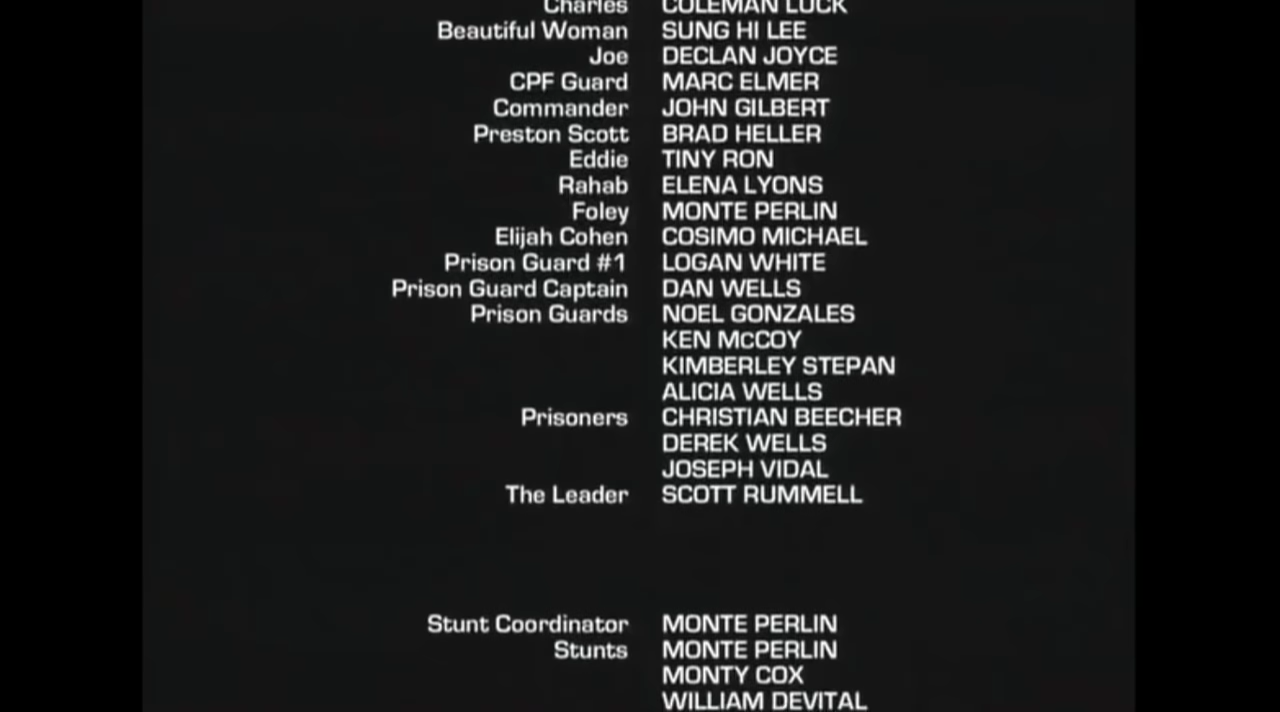 Charles COLEMAN LUCK
Beautiful Woman SUNG HI LEE
Joe DECLAN JOYCE
CPF Guard MARC ELMER
Commander JOHN GILBERT
Preston Scott BRAD HELLER
Eddie TINY RON
Rahab ELENA LYONS
Foley MONTE PERLIN
Elijah Cohen COSIMO MICHAEL
Prison Guard #1 LOGAN WHITE
Prison Guard Captain DAN WELLS
Prison Guards NOEL GONZALES
KEN McCOY
KIMBERLEY STEPAN
ALICIA WELLS
Prisoners CHRISTIAN BEECHER
DEREK WELLS
JOSEPH VIDAL
The Leader SCOTT RUMMELL
Stunt Coordinator MONTE PERLIN
Stunts MONTE PERLIN
MONTY COX
WILLIAM DEVITAL